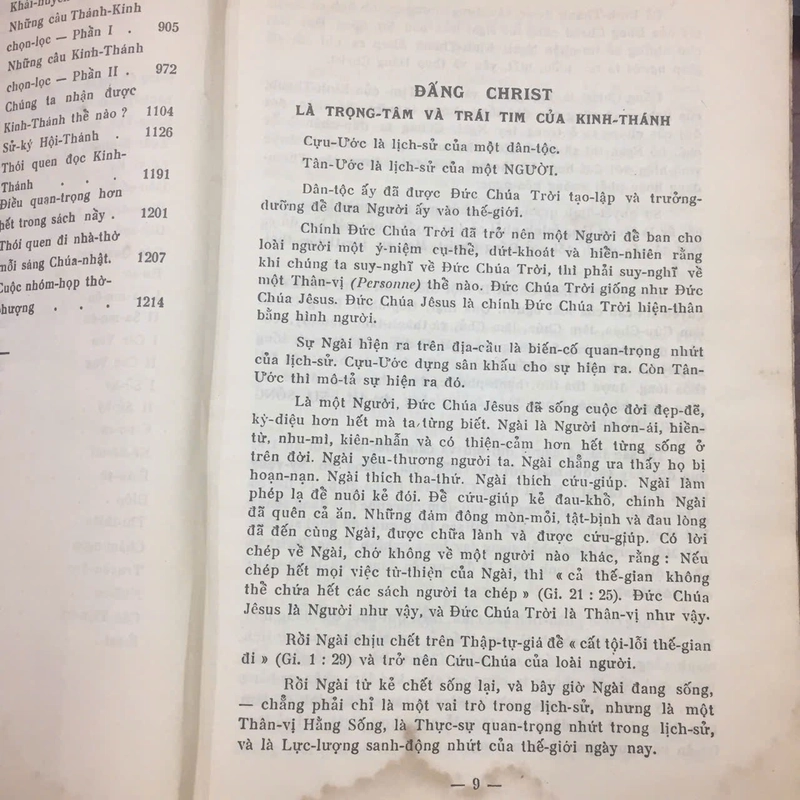 Khải-huyền
Những câu Thánh-Kinh
chọn-lọc — Phần I . 905
Những câu Kinh-Thánh
chọn-lọc — Phần II . 972
Chúng ta nhận được
Kinh-Thánh thể nào ? 1104
Sử-ký Hội-Thánh . 1126
Thói quen đọc Kinh-
Thánh . . . 1191
Điều quan-trọng hơn
hết trong sách này . 1201
Thói quen đi nhà-thờ
mỗi sáng Chúa-nhật. 1207
Cuộc nhóm-họp thờ-
phượng . . . 1214
ĐẤNG CHRIST
LÀ TRỌNG-TÂM VÀ TRÁI TIM CỦA KINH-THÁNH
Cựu-Ước là lịch-sử của một dân-tộc.
Tân-Ước là lịch-sử của một NGƯỜI.
Dân-tộc ấy đã được Đức Chúa Trời tạo-lập và trưởng-
dưỡng để đưa Người ấy vào thế-giới.
Chính Đức Chúa Trời đã trở nên một Người để ban cho
loài người một ý-niệm cụ-thể, dứt-khoát và hiển-nhiên rằng
khi chúng ta suy-nghĩ về Đức Chúa Trời, thì phải suy-nghĩ về
một Thân-vị (Personne) thể nào. Đức Chúa Trời giống như Đức
Chúa Jêsus. Đức Chúa Jêsus là chính Đức Chúa Trời hiện-thân
bằng hình người.
Sự Ngài hiện ra trên địa-cầu là biến-cố quan-trọng nhứt
của lịch-sử. Cựu-Ước dựng sân khấu cho sự hiện ra. Còn Tân-
Ước thì mô-tả sự hiện ra đó.
Là một Người, Đức Chúa Jêsus đã sống cuộc đời đẹp-đẽ,
kỳ-diệu hơn hết mà ta từng biết. Ngài là Người nhơn-ái, hiền-
từ, nhu-mì, kiên-nhẫn và có thiện-cảm hơn hết từng sống ở
trên đời. Ngài yêu-thương người ta. Ngài chẳng ưa thấy họ bị
hoạn-nạn. Ngài thích tha-thứ. Ngài thích cứu-giúp. Ngài làm
phép lạ để nuôi kẻ đói. Để cứu-giúp kẻ đau-khổ, chính Ngài
đã quên cả ăn. Những đám đông mòn-mỏi, tật-bịnh và đau lòng
đã đến cùng Ngài, được chữa lành và được cứu-giúp. Có lời
chép về Ngài, chớ không về một người nào khác, rằng : Nếu
chép hết mọi việc từ-thiện của Ngài, thì « cả thế-gian không
thể chứa hết các sách người ta chép » (Gi. 21 : 25). Đức Chúa
Jêsus là Người như vậy, và Đức Chúa Trời là Thân-vị như vậy.
Rồi Ngài chịu chết trên Thập-tự-giá để « cất tội-lỗi thế-gian
đi » (Gi. 1 : 29) và trở nên Cứu-Chúa của loài người.
Rồi Ngài từ kẻ chết sống lại, và bây giờ Ngài đang sống,
— chẳng phải chỉ là một vai trò trong lịch-sử, nhưng là một
Thân-vị Hằng Sống, là Thực-sự quan-trọng nhứt trong lịch-sử,
và là Lực-lượng sanh-động nhứt của thế-giới ngày nay.
— 9 —